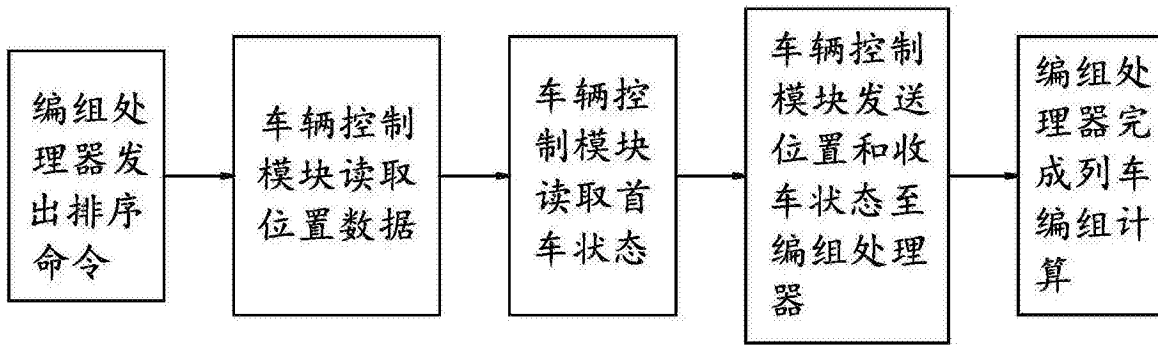 编组处
理器发
出排序
命令
车辆控制
模块读取
位置数据
车辆控
制模块
读取首
车状态
车辆控制
模块发送
位置和收
车状态至
编组处理
器
编组处
理器完
成列车
编组计
算